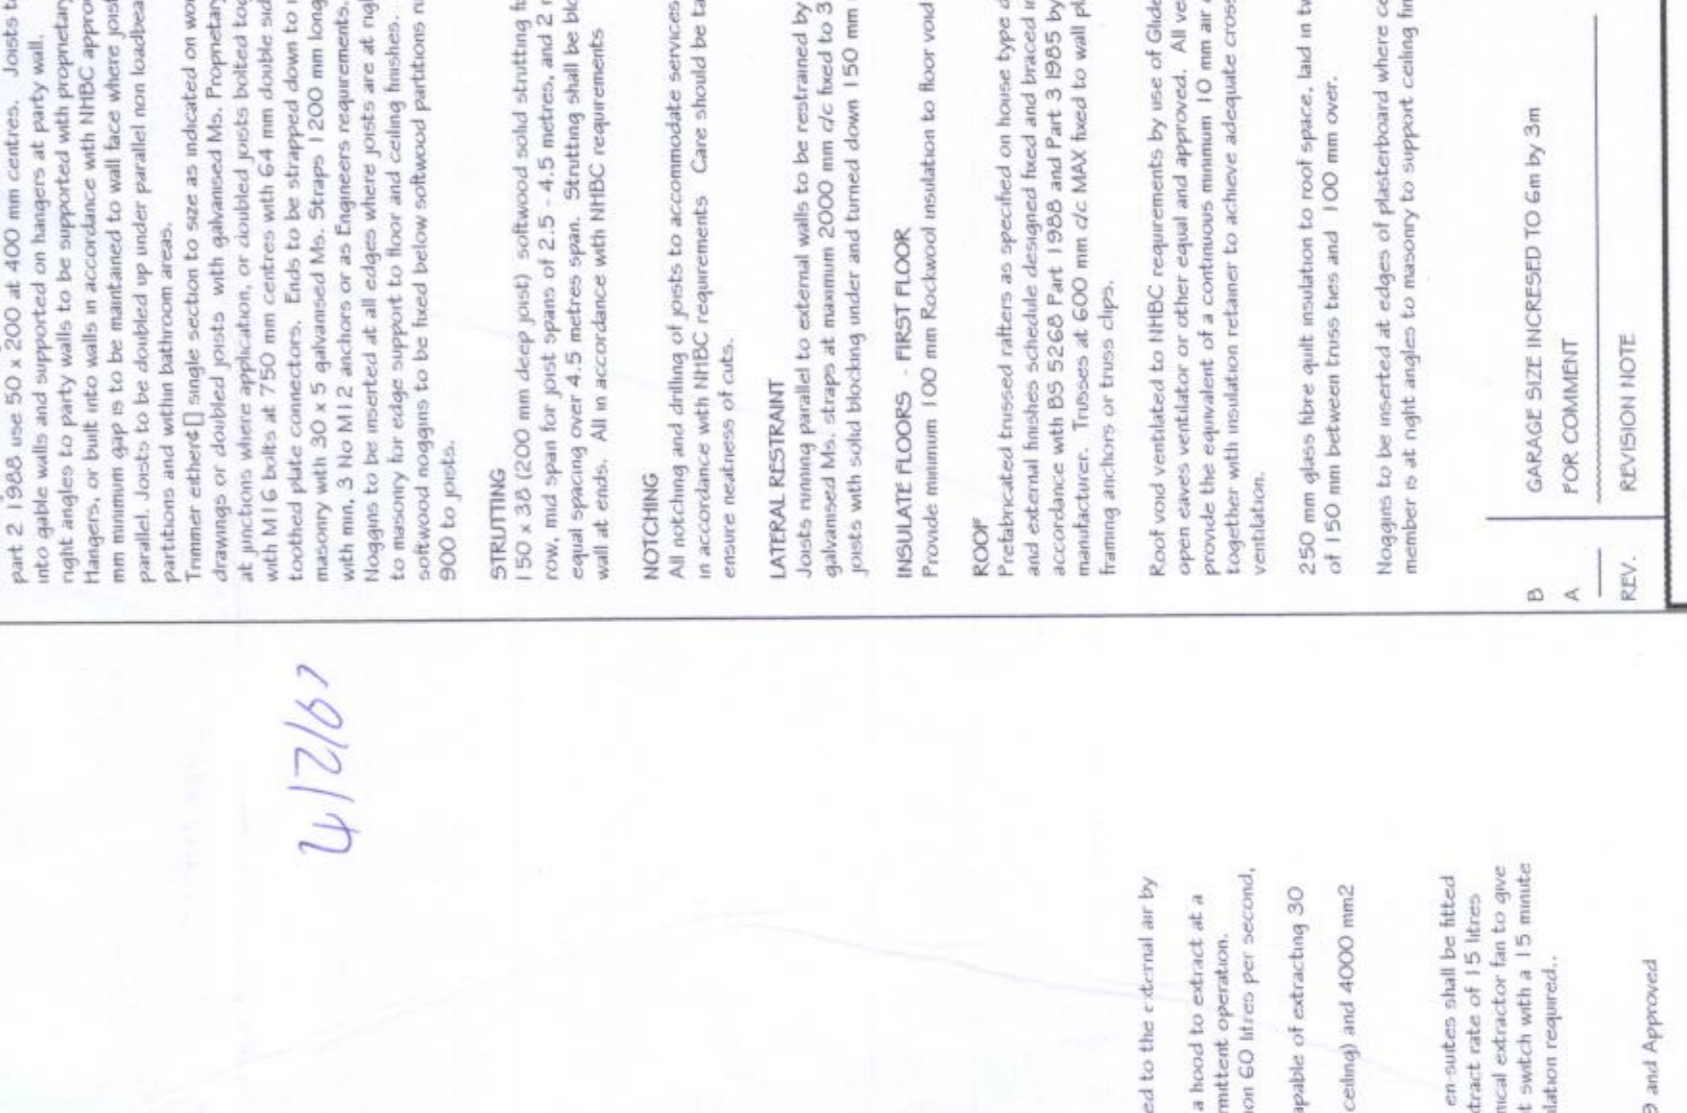 part 2 1988 use 50 x 200 at 400 mm centres. Joists to
into gable walls and supported on hangers at party wall.
right angles to party walls to be supported with proprietary
Hangers, or built into walls in accordance with NHBC approv
mm minimum gap is to be maintained to wall face where joist
parallel. Joists to be doubled up under parallel non loadbea
partitions and within bathroom areas.
Trimmer either [] single section to size as indicated on wor
drawings or doubled joists with galvanised Ms. Proprietary
at junctions where application, or doubled joists bolted tog
with M16 bolts at 750 mm centres with 64 mm double sid
toothed plate connectors. Ends to be strapped down to
masonry with 30 x 5 galvanised Ms. Straps 1200 mm long
with min, 3 No M12 anchors or as Engineers requirements.
Noggins to be inserted at all edges where joists are at righ
to masonry for edge support to floor and ceiling finishes.
softwood noggins to be fixed below softwood partitions
900 to joists.
STRUTTING
150 x 38 (200 mm deep joist) softwood solid strutting
row, mid span for joist spans of 2.5 - 4.5 metres, and 2
equal spacing over 4.5 metres span. Strutting shall be blo
wall at ends. All in accordance with NHBC requirements
NOTCHING
All notching and drilling of joists to accommodate services
in accordance with NHBC requirements Care should be ta
ensure neatness of cuts.
LATERAL RESTRAINT
Joists running parallel to external walls to be restrained by
galvanised Ms. straps at maximum 2000 mm c/c fixed to 3
joists with solid blocking under and turned down 150 mm
INSULATE FLOORS - FIRST FLOOR
Provide minimum 100 mm Rockwool insulation to floor void
ROOF
Prefabricated trussed rafters as specified on house type d
and external finishes schedule designed fixed and braced in
accordance with BS 5268 Part 1988 and Part 3 1985 by
manufacturer. Trusses at 600 mm c/c MAX fixed to wall pl
framing anchors or truss clips.
Roof void ventilated to NHBC requirements by use of Glide
open eaves ventilator or other equal and approved. All ve
provide the equivalent of a continuous minimum 10 mm air
together with insulation retainer to achieve adequate cross
ventilation.
250 mm glass fibre quilt insulation to roof space, laid in tw
of 150 mm between truss ties and 100 mm over.
Noggins to be inserted at edges of plasterboard where ce
member is at right angles to masonry to support ceiling fin
B GARAGE SIZE INCRESED TO 6m by 3m
A FOR COMMENT
REV. REVISION NOTE
4/2/67
ed to the external air by
a hood to extract at a
rmittent operation.
on 60 litres per second,
apable of extracting 30
ceiling) and 4000 mm2
en-suites shall be fitted
tract rate of 15 litres
nical extractor fan to give
t switch with a 15 minute
lation required..
9 and Approved